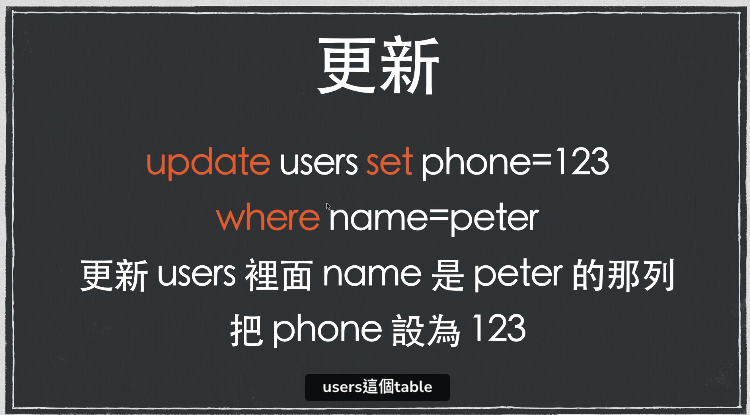 更新
update users set phone=123
where name=peter
更新 users 裡面 name 是 peter 的那列
把 phone 設為 123
users這個table